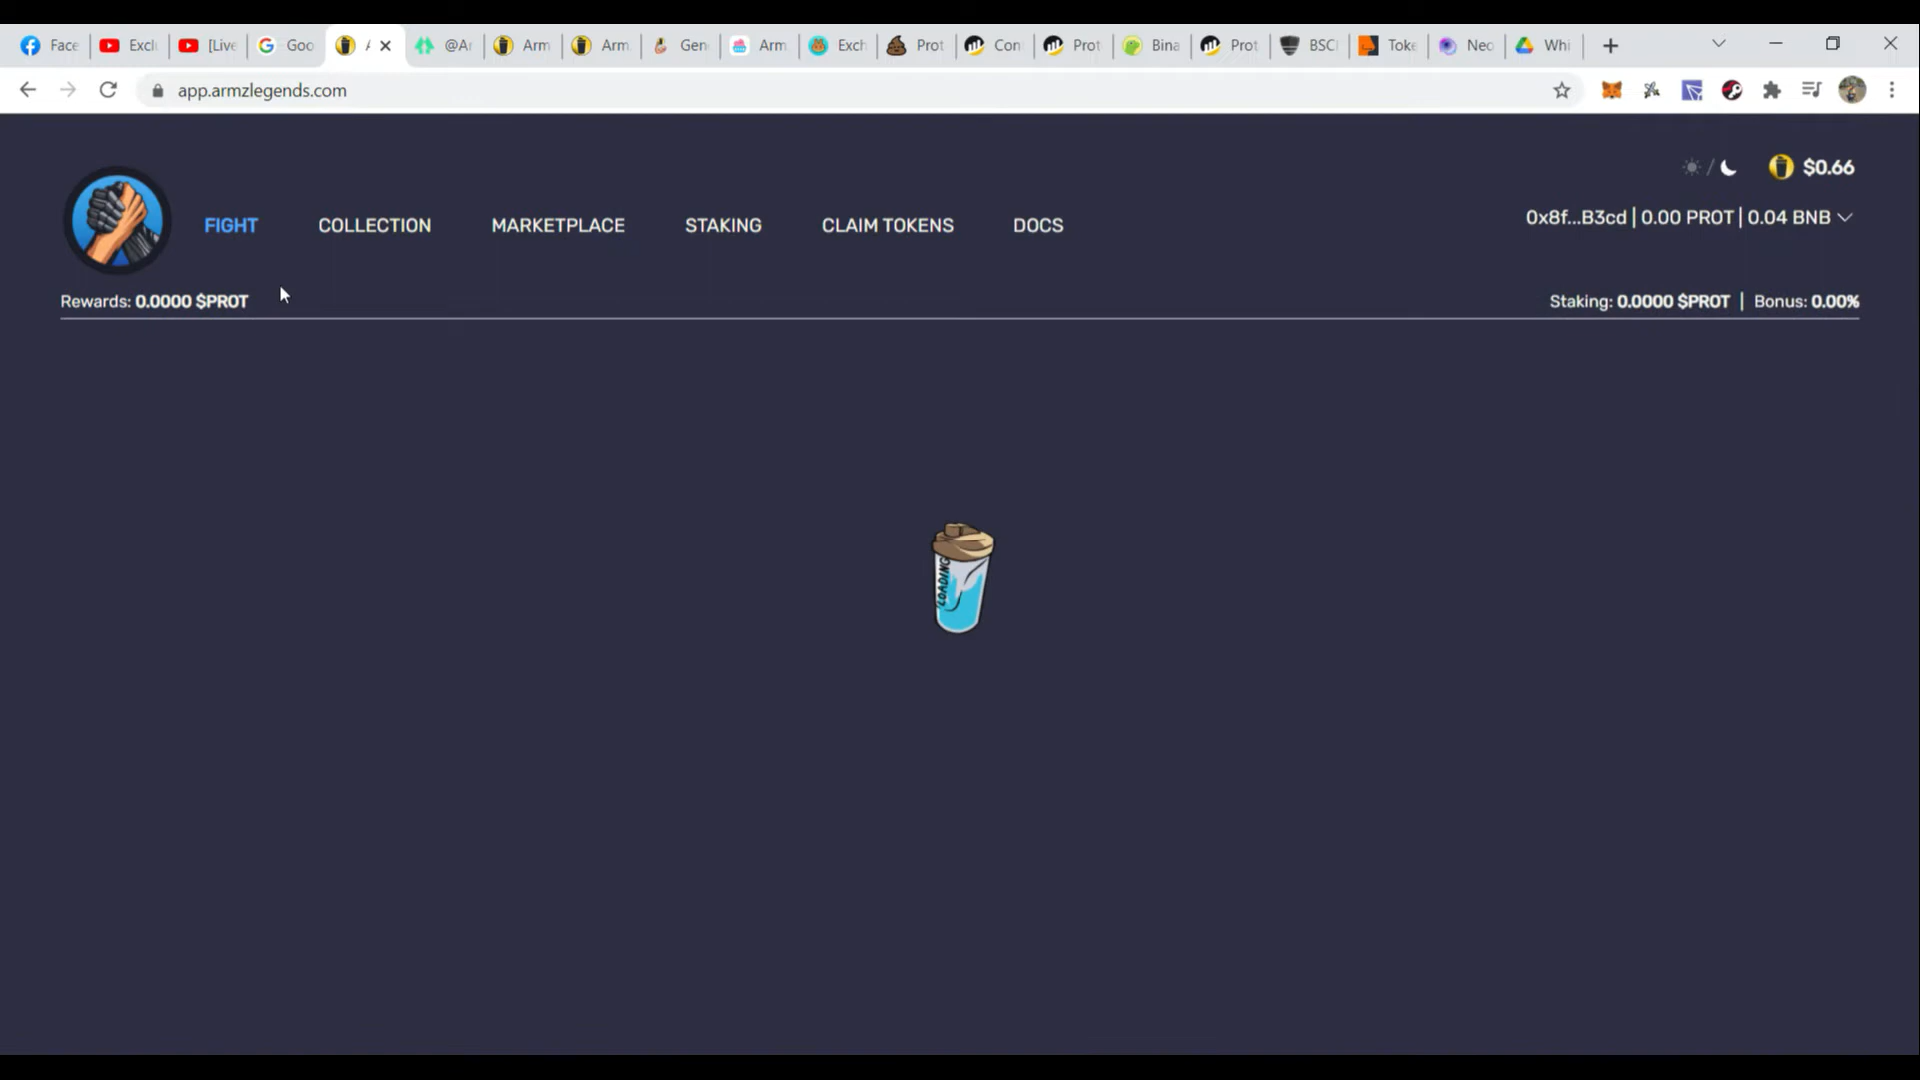 Face
Excl
[Live
Goo
@Ar
Arm
Arm
Gen
Arm
Exch
Prot
Con
Prot
Bina
Prot
BSCI
Toke
Neo
Whi
app.armzlegends.com
$0.66
FIGHT
COLLECTION
MARKETPLACE
STAKING
CLAIM TOKENS
DOCS
0x8f...B3cd | 0.00 PROT | 0.04 BNB
Rewards: 0.0000 $PROT
Staking: 0.0000 $PROT | Bonus: 0.00%
LOADING